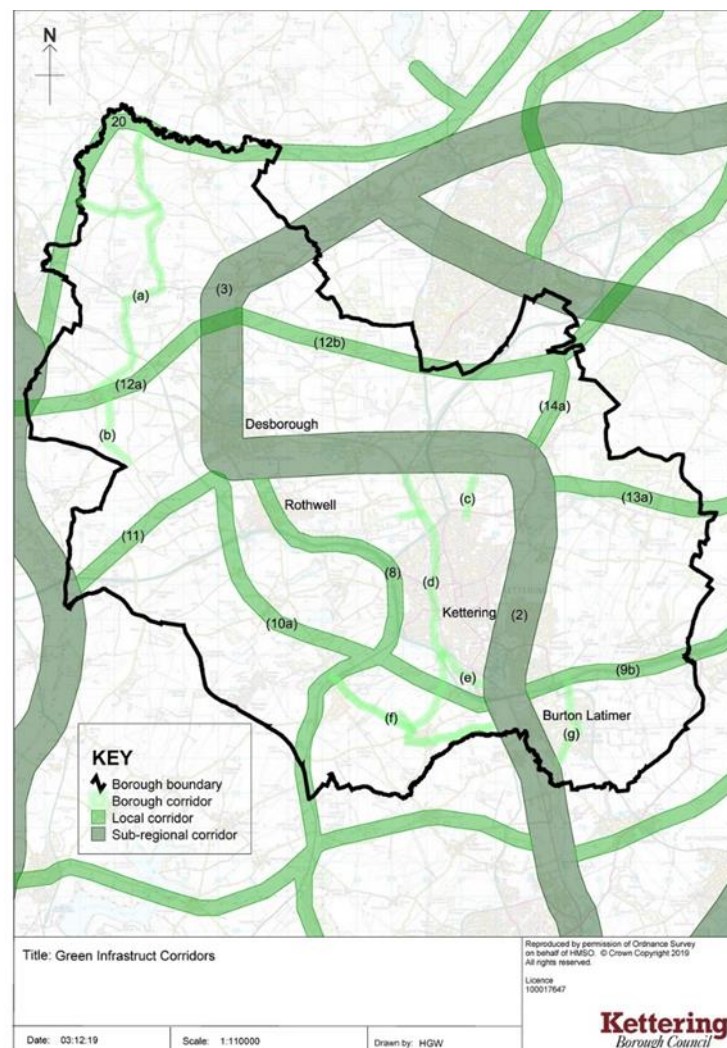 N
20
(a)
(3)
(12b)
(12a)
(14a)
Desborough
(b)
(c)
(13a)
Rothwell
(11)
(8)
(d)
Kettering
(2)
(10a)
(e)
(9b)
(f)
Burton Latimer
(g)
KEY
Borough boundary
Borough corridor
Local corridor
Sub-regional corridor
Title: Green Infrastruct Corridors
Reproduced by permission of Ordnance Survey
on behalf of HMSO. © Crown Copyright 2019
All rights reserved.
Licence
100017647
Date: 03:12:19
Scale: 1:110000
Drawn by: HGW
Kettering
Borough Council